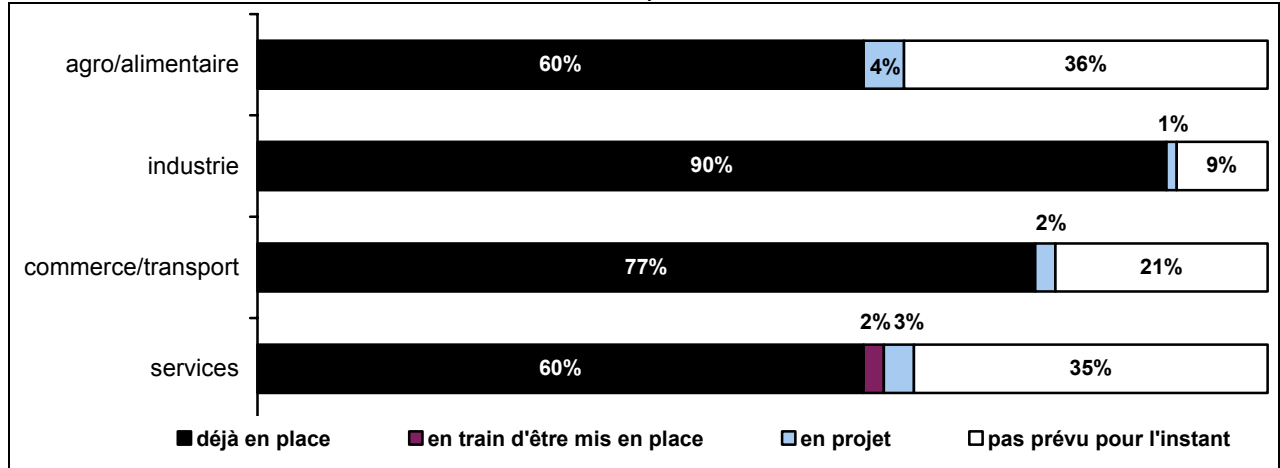 agro/alimentaire 60% 4% 36%
1%
industrie 90% 9%
2%
commerce/transport 77% 21%
2% 3%
services 60% 35%
déjà en place en train d'être mis en place en projet pas prévu pour l'instant